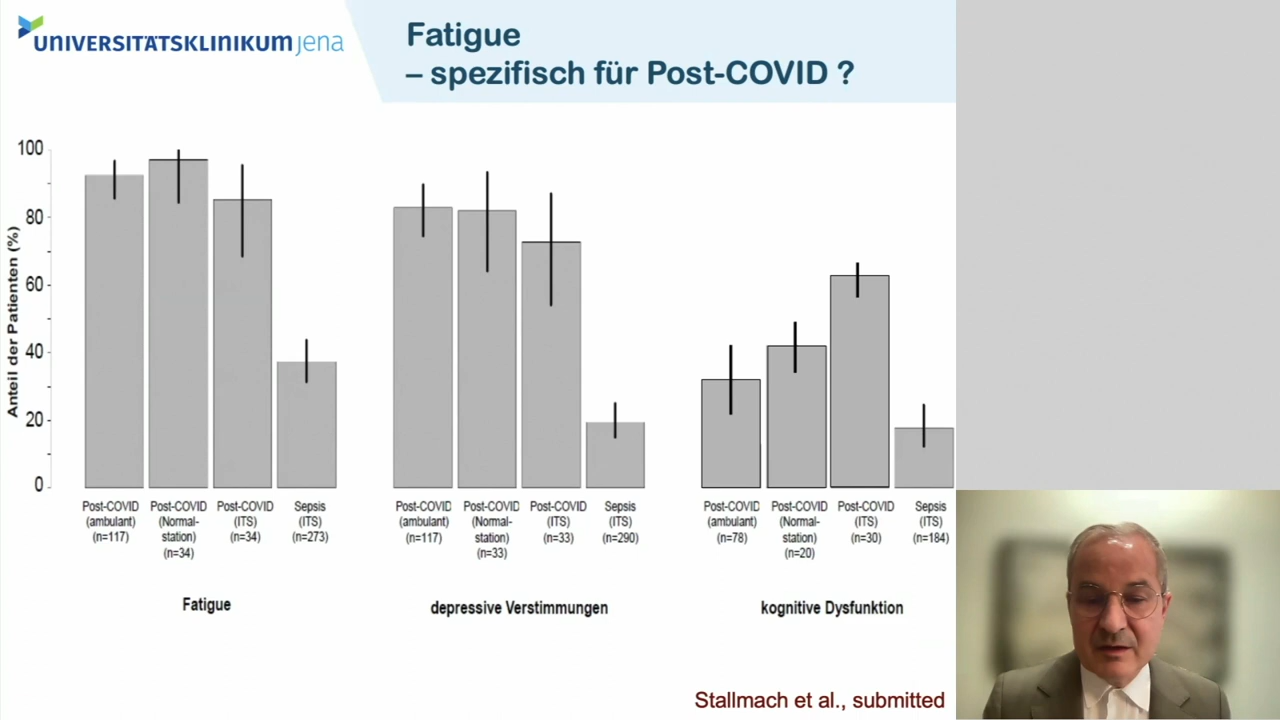 UNIVERSITÄTSKLINIKUM jena
Fatigue
– spezifisch für Post-COVID ?
Anteil der Patienten (%)
100
80
60
40
20
0
Post-COVID
(ambulant)
(n=117)
Post-COVID
(Normal-
station)
(n=34)
Post-COVID
(ITS)
(n=34)
Sepsis
(ITS)
(n=273)
Fatigue
Post-COVID
(ambulant)
(n=117)
Post-COVID
(Normal-
station)
(n=33)
Post-COVID
(ITS)
(n=33)
Sepsis
(ITS)
(n=290)
depressive Verstimmungen
Post-COVID
(ambulant)
(n=78)
Post-COVID
(Normal-
station)
(n=20)
Post-COVID
(ITS)
(n=30)
Sepsis
(ITS)
(n=184)
kognitive Dysfunktion
Stallmach et al., submitted